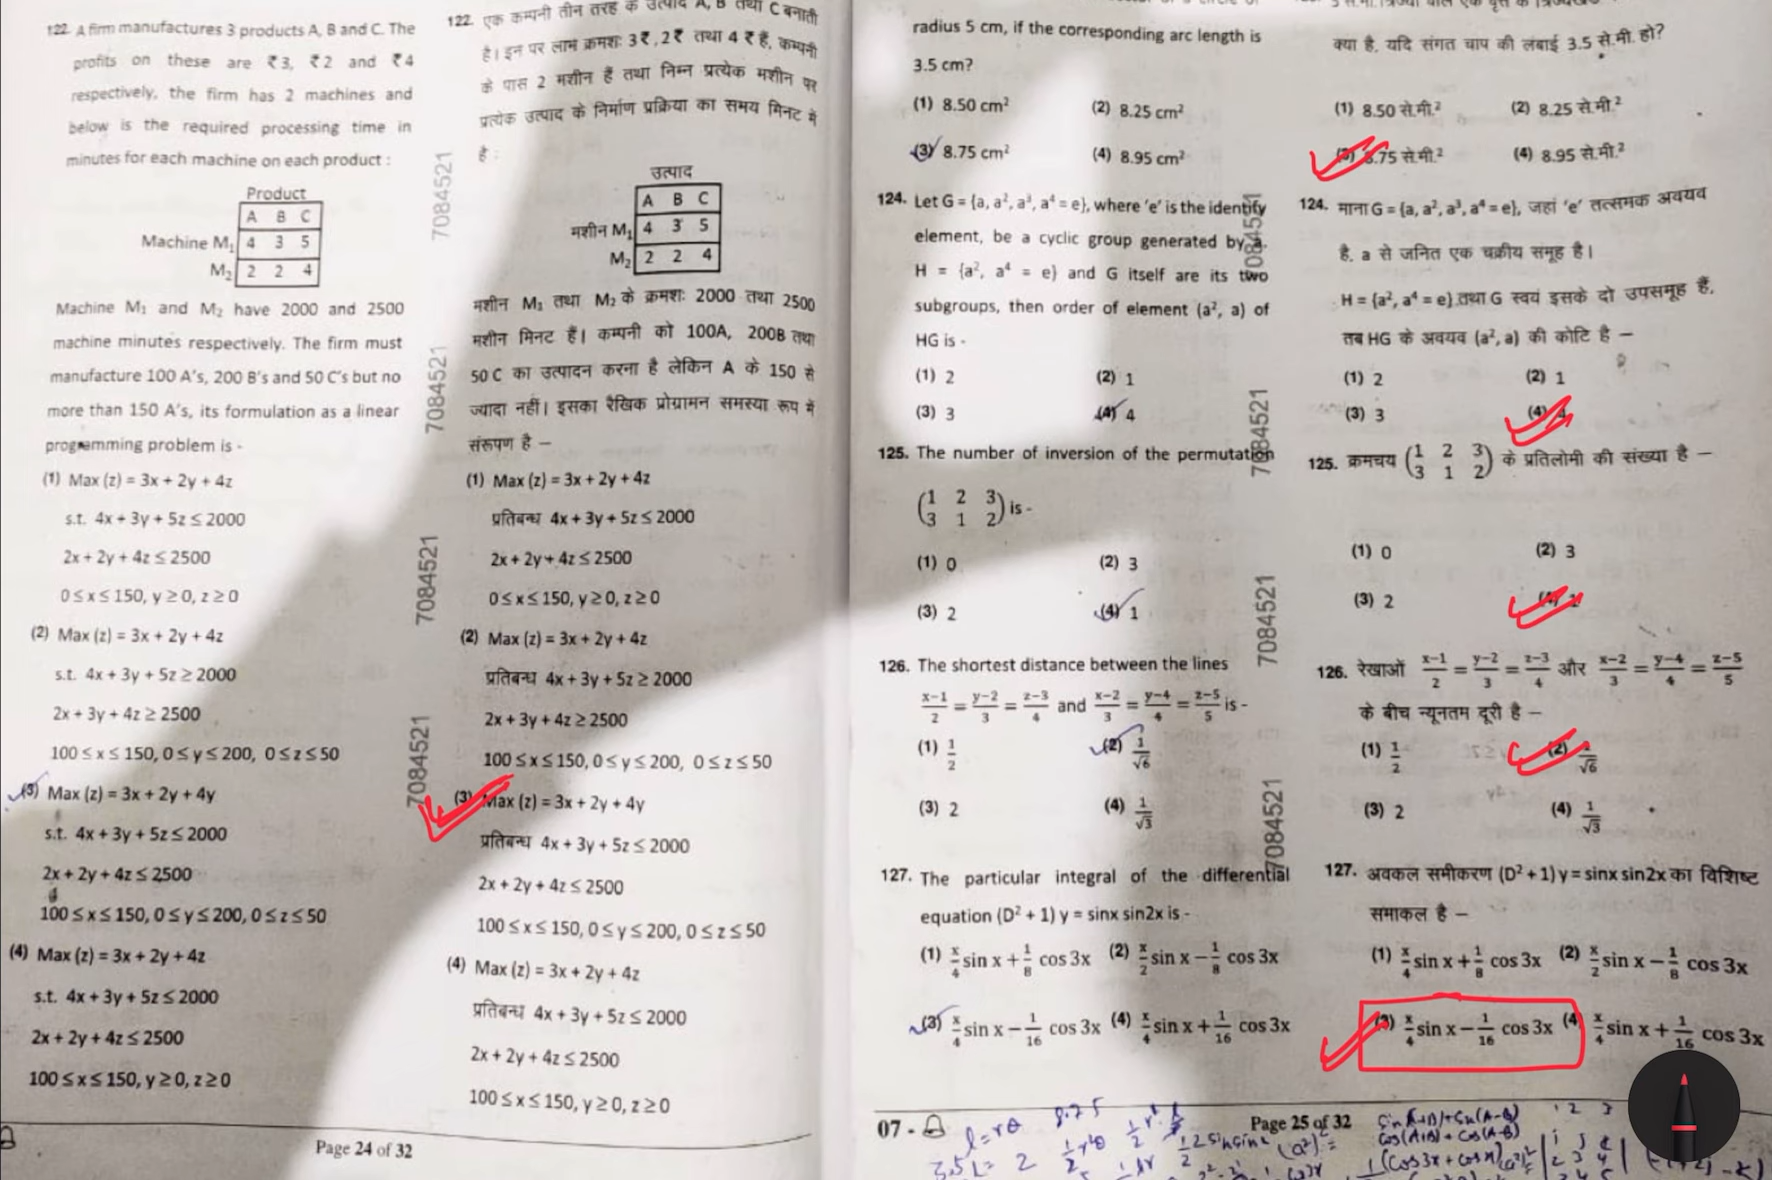 122. A firm manufactures 3 products A, B and C. The
profits on these are ₹3, ₹2 and ₹4
respectively, the firm has 2 machines and
below is the required processing time in
minutes for each machine on each product :
Product
A B C
Machine M₁ 4 3 5
M₂ 2 2 4
Machine M₁ and M₂ have 2000 and 2500
machine minutes respectively. The firm must
manufacture 100 A's, 200 B's and 50 C's but no
more than 150 A's, its formulation as a linear
programming problem is -
(1) Max (z) = 3x + 2y + 4z
s.t. 4x + 3y + 5z ≤ 2000
2x + 2y + 4z ≤ 2500
0 ≤ x ≤ 150, y ≥ 0, z ≥ 0
(2) Max (z) = 3x + 2y + 4z
s.t. 4x + 3y + 5z ≥ 2000
2x + 3y + 4z ≥ 2500
100 ≤ x ≤ 150, 0 ≤ y ≤ 200, 0 ≤ z ≤ 50
(3) Max (z) = 3x + 2y + 4y
s.t. 4x + 3y + 5z ≤ 2000
2x + 2y + 4z ≤ 2500
100 ≤ x ≤ 150, 0 ≤ y ≤ 200, 0 ≤ z ≤ 50
(4) Max (z) = 3x + 2y + 4z
s.t. 4x + 3y + 5z ≤ 2000
2x + 2y + 4z ≤ 2500
100 ≤ x ≤ 150, y ≥ 0, z ≥ 0
7084521
7084521
7084521
7084521
122. एक कम्पनी तीन तरह के उत्पाद A, B तथा C बनाती
है। इन पर लाभ क्रमशः 3₹, 2₹ तथा 4 ₹ है, कम्पनी
के पास 2 मशीन हैं तथा निम्न प्रत्येक मशीन पर
प्रत्येक उत्पाद के निर्माण प्रक्रिया का समय मिनट में
है :
उत्पाद
A B C
मशीन M₁ 4 3 5
M₂ 2 2 4
मशीन M₁ तथा M₂ के क्रमशः 2000 तथा 2500
मशीन मिनट हैं। कम्पनी को 100A, 200B तथा
50 C का उत्पादन करना है लेकिन A के 150 से
ज्यादा नहीं। इसका रैखिक प्रोग्रामन समस्या रूप में
संरूपण है –
(1) Max (z) = 3x + 2y + 4z
प्रतिबन्ध 4x + 3y + 5z ≤ 2000
2x + 2y + 4z ≤ 2500
0 ≤ x ≤ 150, y ≥ 0, z ≥ 0
(2) Max (z) = 3x + 2y + 4z
प्रतिबन्ध 4x + 3y + 5z ≥ 2000
2x + 3y + 4z ≥ 2500
100 ≤ x ≤ 150, 0 ≤ y ≤ 200, 0 ≤ z ≤ 50
(3) Max (z) = 3x + 2y + 4y
प्रतिबन्ध 4x + 3y + 5z ≤ 2000
2x + 2y + 4z ≤ 2500
100 ≤ x ≤ 150, 0 ≤ y ≤ 200, 0 ≤ z ≤ 50
(4) Max (z) = 3x + 2y + 4z
प्रतिबन्ध 4x + 3y + 5z ≤ 2000
2x + 2y + 4z ≤ 2500
100 ≤ x ≤ 150, y ≥ 0, z ≥ 0
Page 24 of 32
radius 5 cm, if the corresponding arc length is
3.5 cm?
(1) 8.50 cm² (2) 8.25 cm²
(3) 8.75 cm² (4) 8.95 cm²
124. Let G = {a, a², a³, a⁴ = e}, where 'e' is the identify
element, be a cyclic group generated by a.
H = {a², a⁴ = e} and G itself are its two
subgroups, then order of element (a², a) of
HG is -
(1) 2 (2) 1
(3) 3 (4) 4
125. The number of inversion of the permutation
(1 2 3
3 1 2) is -
(1) 0 (2) 3
(3) 2 (4) 1
126. The shortest distance between the lines
x-1/2 = y-2/3 = z-3/4 and x-2/3 = y-4/4 = z-5/5 is -
(1) 1/2 (2) 1/√6
(3) 2 (4) 1/√3
127. The particular integral of the differential
equation (D² + 1) y = sinx sin2x is -
(1) x/4 sin x + 1/8 cos 3x (2) x/2 sin x − 1/8 cos 3x
(3) x/4 sin x − 1/16 cos 3x (4) x/4 sin x + 1/16 cos 3x
7084521
7084521
7084521
7084521
क्या है, यदि संगत चाप की लंबाई 3.5 से.मी. हो?
(1) 8.50 से.मी.² (2) 8.25 से.मी.²
(3) 8.75 से.मी.² (4) 8.95 से.मी.²
124. माना G = {a, a², a³, a⁴ = e}, जहां 'e' तत्समक अवयव
है, a से जनित एक चक्रीय समूह है।
H = {a², a⁴ = e} तथा G स्वयं इसके दो उपसमूह हैं,
तब HG के अवयव (a², a) की कोटि है –
(1) 2 (2) 1
(3) 3 (4) 4
125. क्रमचय (1 2 3
3 1 2) के प्रतिलोमी की संख्या है –
(1) 0 (2) 3
(3) 2
126. रेखाओं x-1/2 = y-2/3 = z-3/4 और x-2/3 = y-4/4 = z-5/5
के बीच न्यूनतम दूरी है –
(1) 1/2 (2) 1/√6
(3) 2 (4) 1/√3
127. अवकल समीकरण (D² + 1) y = sinx sin2x का विशिष्ट
समाकल है –
(1) x/4 sin x + 1/8 cos 3x (2) x/2 sin x − 1/8 cos 3x
(3) x/4 sin x − 1/16 cos 3x (4) x/4 sin x + 1/16 cos 3x
07 -
Page 25 of 32
l = rθ
8.75